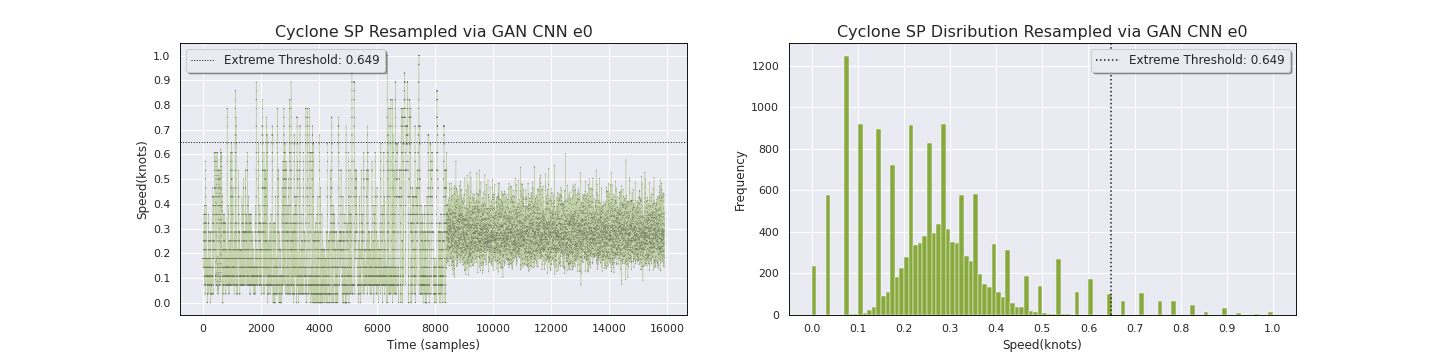 Cyclone SP Resampled via GAN CNN e0
Extreme Threshold: 0.649
1.0
0.9
0.8
0.7
0.6
0.5
0.4
0.3
0.2
0.1
0.0
Speed(knots)
0 2000 4000 6000 8000 10000 12000 14000 16000
Time (samples)
Cyclone SP Disribution Resampled via GAN CNN e0
Extreme Threshold: 0.649
1200
1000
800
600
400
200
0
Frequency
0.0 0.1 0.2 0.3 0.4 0.5 0.6 0.7 0.8 0.9 1.0
Speed(knots)